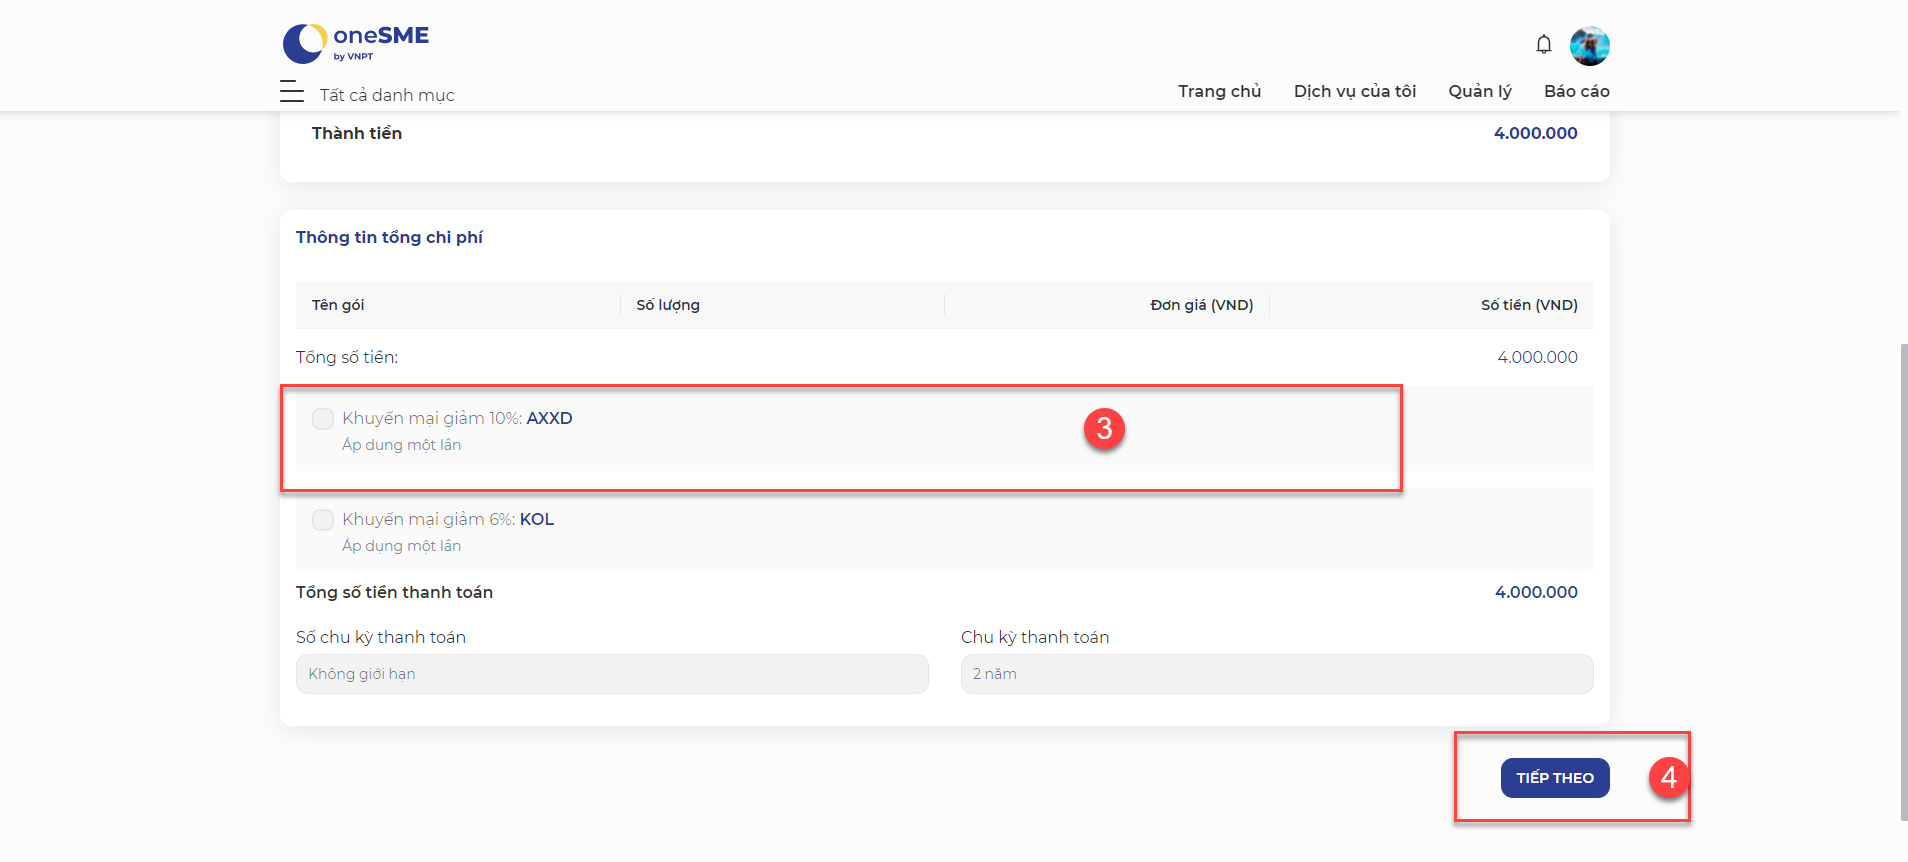 oneSME
by VNPT
Tất cả danh mục
Trang chủ Dịch vụ của tôi Quản lý Báo cáo
Thành tiền 4.000.000
Thông tin tổng chi phí
Tên gói Số lượng Đơn giá (VND) Số tiền (VND)
Tổng số tiền: 4.000.000
Khuyến mại giảm 10%: AXXD
3
Áp dụng một lần
Khuyến mại giảm 6%: KOL
Áp dụng một lần
Tổng số tiền thanh toán 4.000.000
Số chu kỳ thanh toán Chu kỳ thanh toán
Không giới hạn 2 năm
TIẾP THEO 4